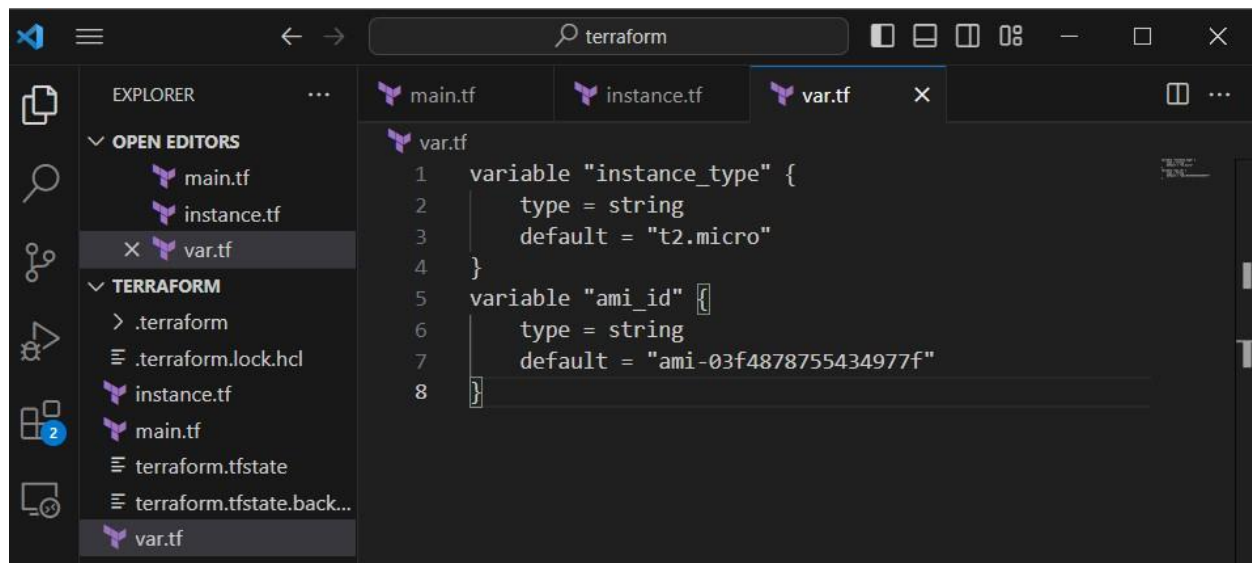 terraform
EXPLORER
OPEN EDITORS
main.tf
instance.tf
var.tf
TERRAFORM
.terraform
.terraform.lock.hcl
instance.tf
main.tf
terraform.tfstate
terraform.tfstate.back...
var.tf
2
main.tf instance.tf var.tf
var.tf
1 variable "instance_type" {
2 type = string
3 default = "t2.micro"
4 }
5 variable "ami_id" {
6 type = string
7 default = "ami-03f4878755434977f"
8 }